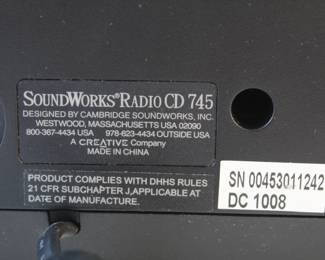 SOUNDWORKS® RADIO CD 745
DESIGNED BY CAMBRIDGE SOUNDWORKS, INC.
WESTWOOD, MASSACHUSETTS USA 02090
800-367-4434 USA 978-623-4434 OUTSIDE USA
A CREATIVE Company
MADE IN CHINA
PRODUCT COMPLIES WITH DHHS RULES
21 CFR SUBCHAPTER J,APPLICABLE AT
DATE OF MANUFACTURE.
SN 00453011242
DC 1008